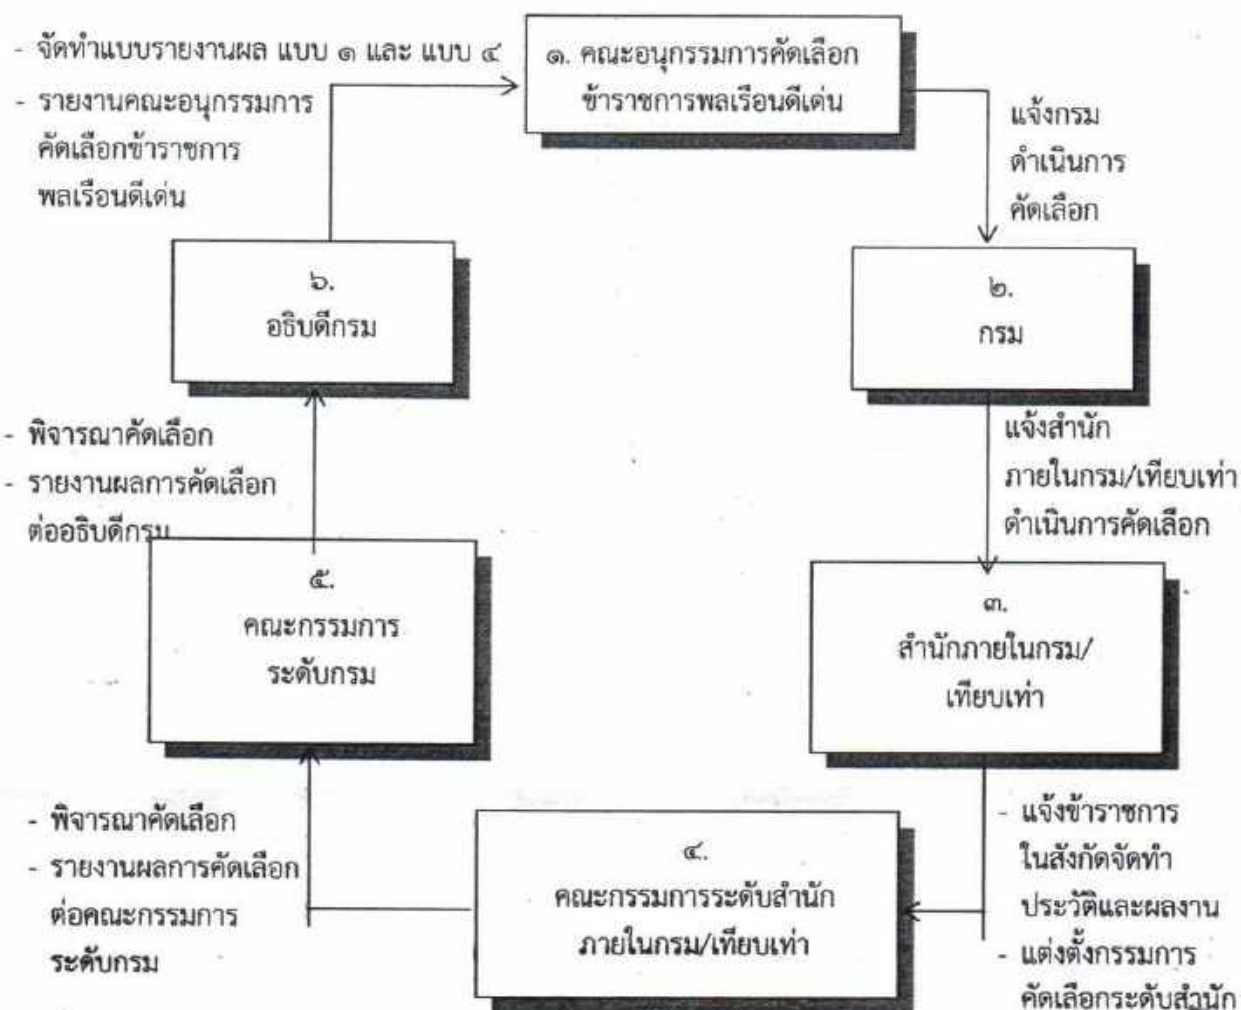 ๑. คณะอนุกรรมการคัดเลือก
ข้าราชการพลเรือนดีเด่น
แจ้งกรม
ดำเนินการ
คัดเลือก
๒.
กรม
แจ้งสำนัก
ภายในกรม/เทียบเท่า
ดำเนินการคัดเลือก
๓.
สำนักภายในกรม/
เทียบเท่า
- แจ้งข้าราชการ
ในสังกัดจัดทำ
ประวัติและผลงาน
- แต่งตั้งกรรมการ
คัดเลือกระดับสำนัก
๔.
คณะกรรมการระดับสำนัก
ภายในกรม/เทียบเท่า
- พิจารณาคัดเลือก
- รายงานผลการคัดเลือก
ต่อคณะกรรมการ
ระดับกรม
๕.
คณะกรรมการ
ระดับกรม
- พิจารณาคัดเลือก
- รายงานผลการคัดเลือก
ต่ออธิบดีกรม
๖.
อธิบดีกรม
- จัดทำแบบรายงานผล แบบ ๑ และ แบบ ๔
- รายงานคณะอนุกรรมการ
คัดเลือกข้าราชการ
พลเรือนดีเด่น